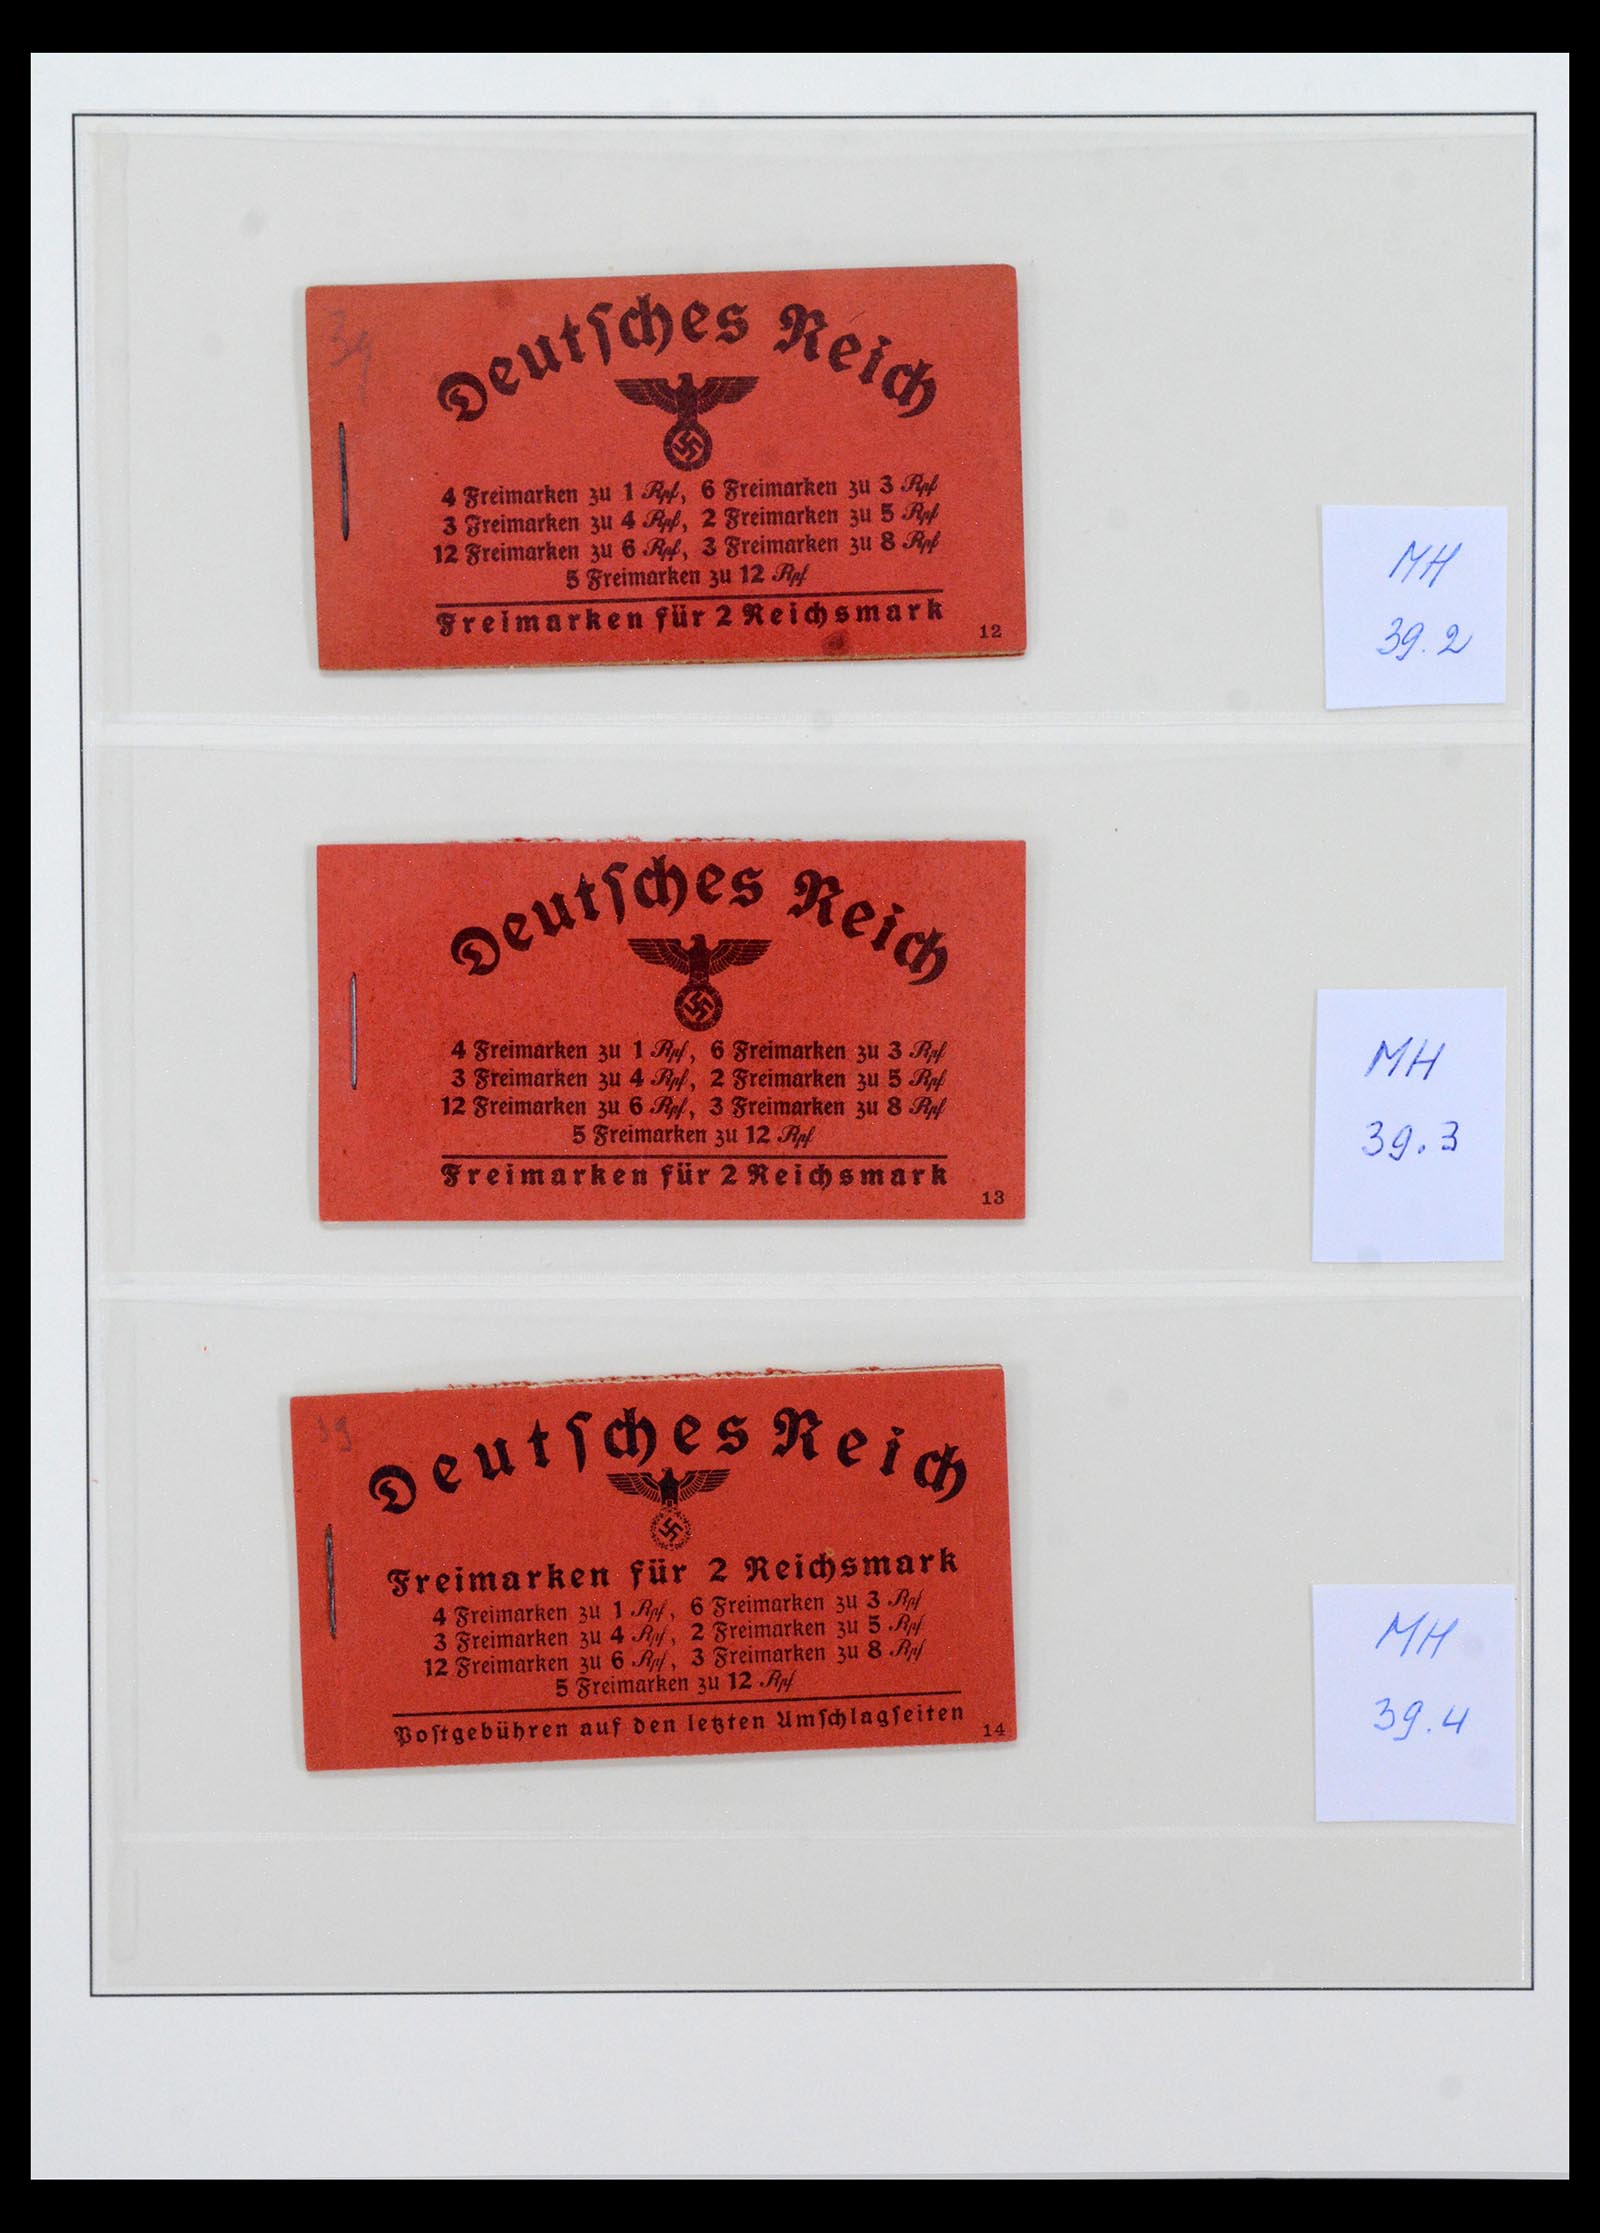 39
Deutsches Reich
4 Freimarken zu 1 Rpf, 6 Freimarken zu 3 Rpf
3 Freimarken zu 4 Rpf, 2 Freimarken zu 5 Rpf
12 Freimarken zu 6 Rpf, 3 Freimarken zu 8 Rpf
5 Freimarken zu 12 Rpf
Freimarken für 2 Reichsmark
12
MH
39.2
Deutsches Reich
4 Freimarken zu 1 Rpf, 6 Freimarken zu 3 Rpf
3 Freimarken zu 4 Rpf, 2 Freimarken zu 5 Rpf
12 Freimarken zu 6 Rpf, 3 Freimarken zu 8 Rpf
5 Freimarken zu 12 Rpf
Freimarken für 2 Reichsmark
13
MH
39.3
39
Deutsches Reich
Freimarken für 2 Reichsmark
4 Freimarken zu 1 Rpf, 6 Freimarken zu 3 Rpf
3 Freimarken zu 4 Rpf, 2 Freimarken zu 5 Rpf
12 Freimarken zu 6 Rpf, 3 Freimarken zu 8 Rpf
5 Freimarken zu 12 Rpf
Postgebühren auf den letzten Umschlagseiten
14
MH
39.4